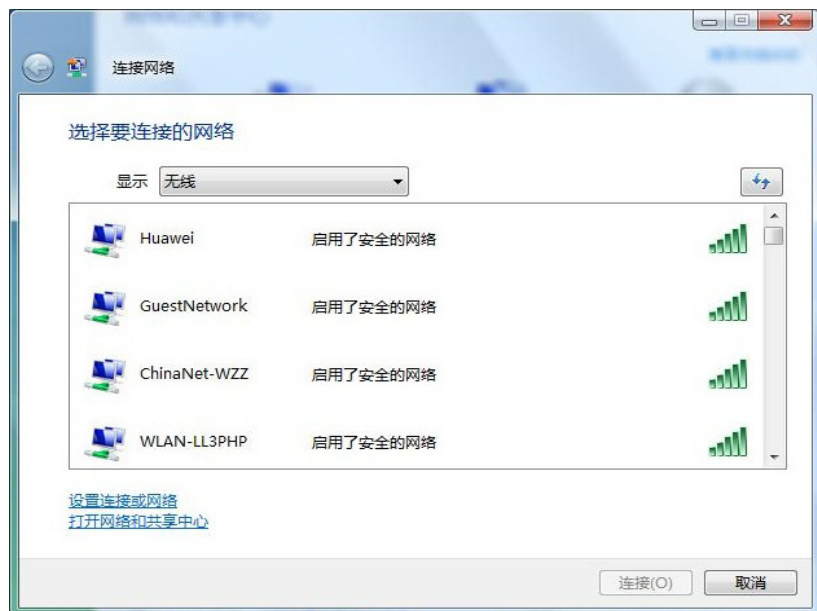 连接网络
选择要连接的网络
显示 无线
Huawei 启用了安全的网络
GuestNetwork 启用了安全的网络
ChinaNet-WZZ 启用了安全的网络
WLAN-LL3PHP 启用了安全的网络
设置连接或网络
打开网络和共享中心
连接(O) 取消